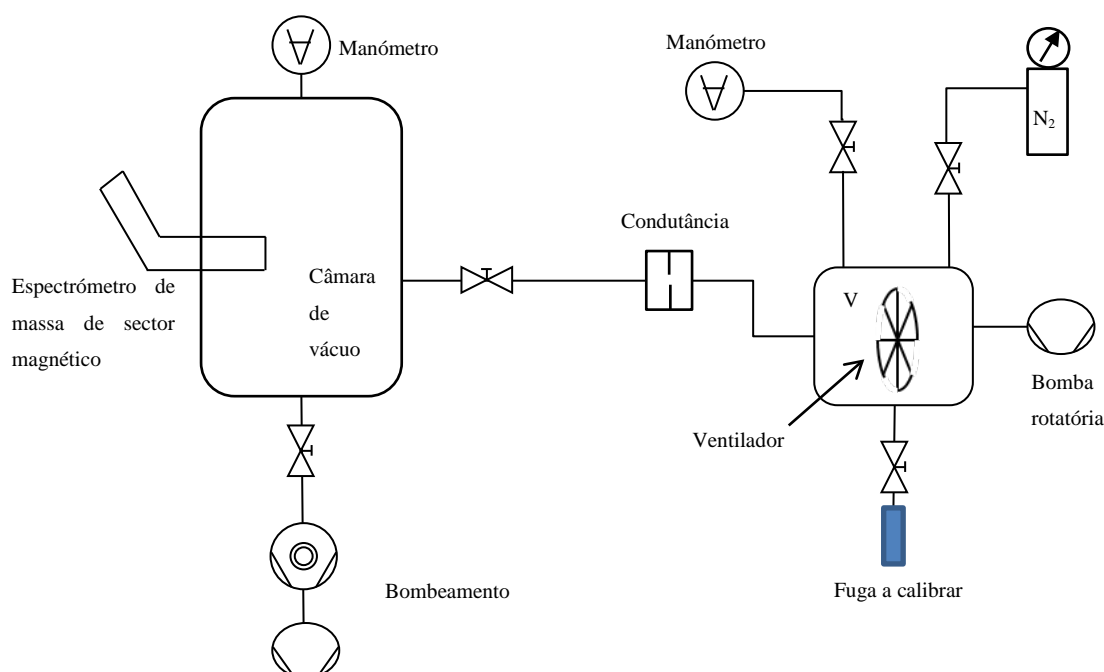 Manómetro
Manómetro
N₂
Condutância
Espectrómetro de
massa de sector
magnético
Câmara
de
vácuo
V
Bomba
rotatória
Ventilador
Bombeamento
Fuga a calibrar